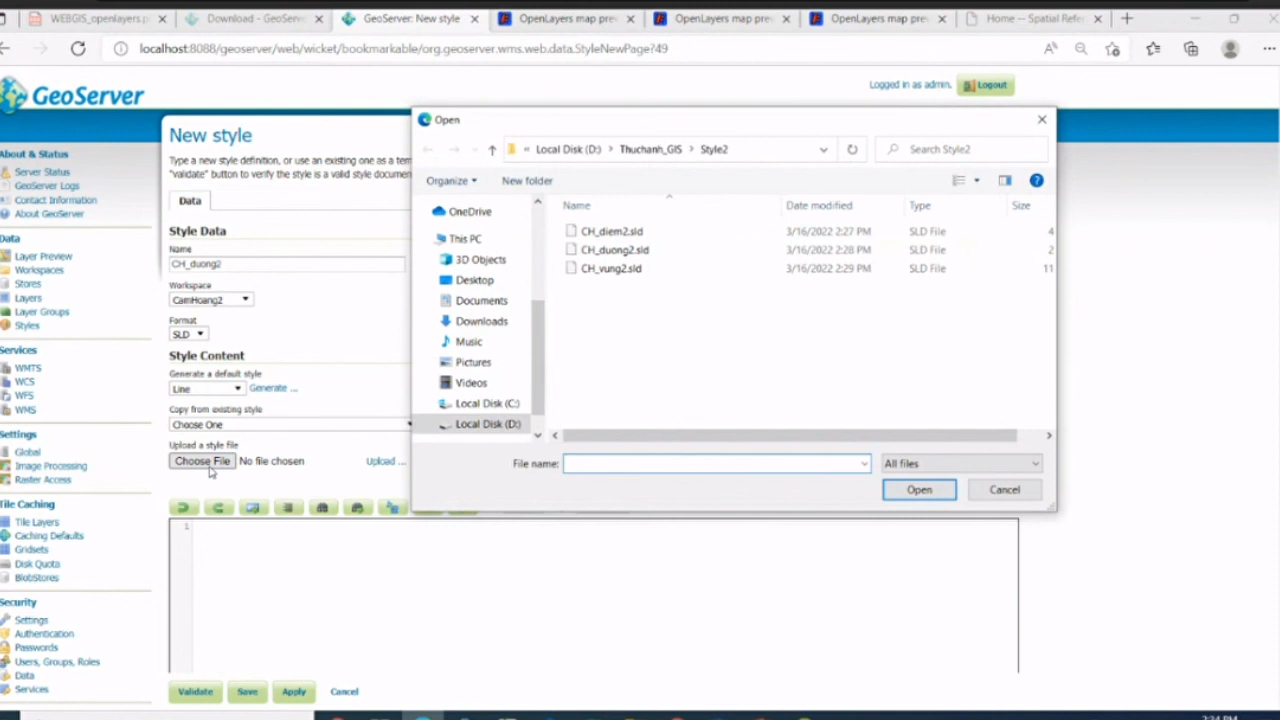 WEBGIS_openlayers.p
Download - GeoServe
GeoServer: New style
OpenLayers map prev
OpenLayers map prev
OpenLayers map prev
Home -- Spatial Refe
localhost:8088/geoserver/web/wicket/bookmarkable/org.geoserver.wms.web.data.StyleNewPage?49
GeoServer
Logged in as admin.
Logout
About & Status
Server Status
GeoServer Logs
Contact Information
About GeoServer
Data
Layer Preview
Workspaces
Stores
Layers
Layer Groups
Styles
Services
WMTS
WCS
WFS
WMS
Settings
Global
Image Processing
Raster Access
Tile Caching
Tile Layers
Caching Defaults
Gridsets
Disk Quota
BlobStores
Security
Settings
Authentication
Passwords
Users, Groups, Roles
Data
Services
New style
Type a new style definition, or use an existing one as a tem
"validate" button to verify the style is a valid style docume
Data
Style Data
Name
CH_duong2
Workspace
CamHoang2
Format
SLD
Style Content
Generate a default style
Line
Generate ...
Copy from existing style
Choose One
Upload a style file
Choose File No file chosen
Upload ...
1
Validate
Save
Apply
Cancel
Open
« Local Disk (D:) > Thuchanh_GIS > Style2
Search Style2
Organize
New folder
OneDrive
This PC
3D Objects
Desktop
Documents
Downloads
Music
Pictures
Videos
Local Disk (C:)
Local Disk (D:)
Name Date modified Type Size
CH_diem2.sld 3/16/2022 2:27 PM SLD File 4
CH_duong2.sld 3/16/2022 2:28 PM SLD File 2
CH_vung2.sld 3/16/2022 2:29 PM SLD File 11
File name:
All files
Open
Cancel